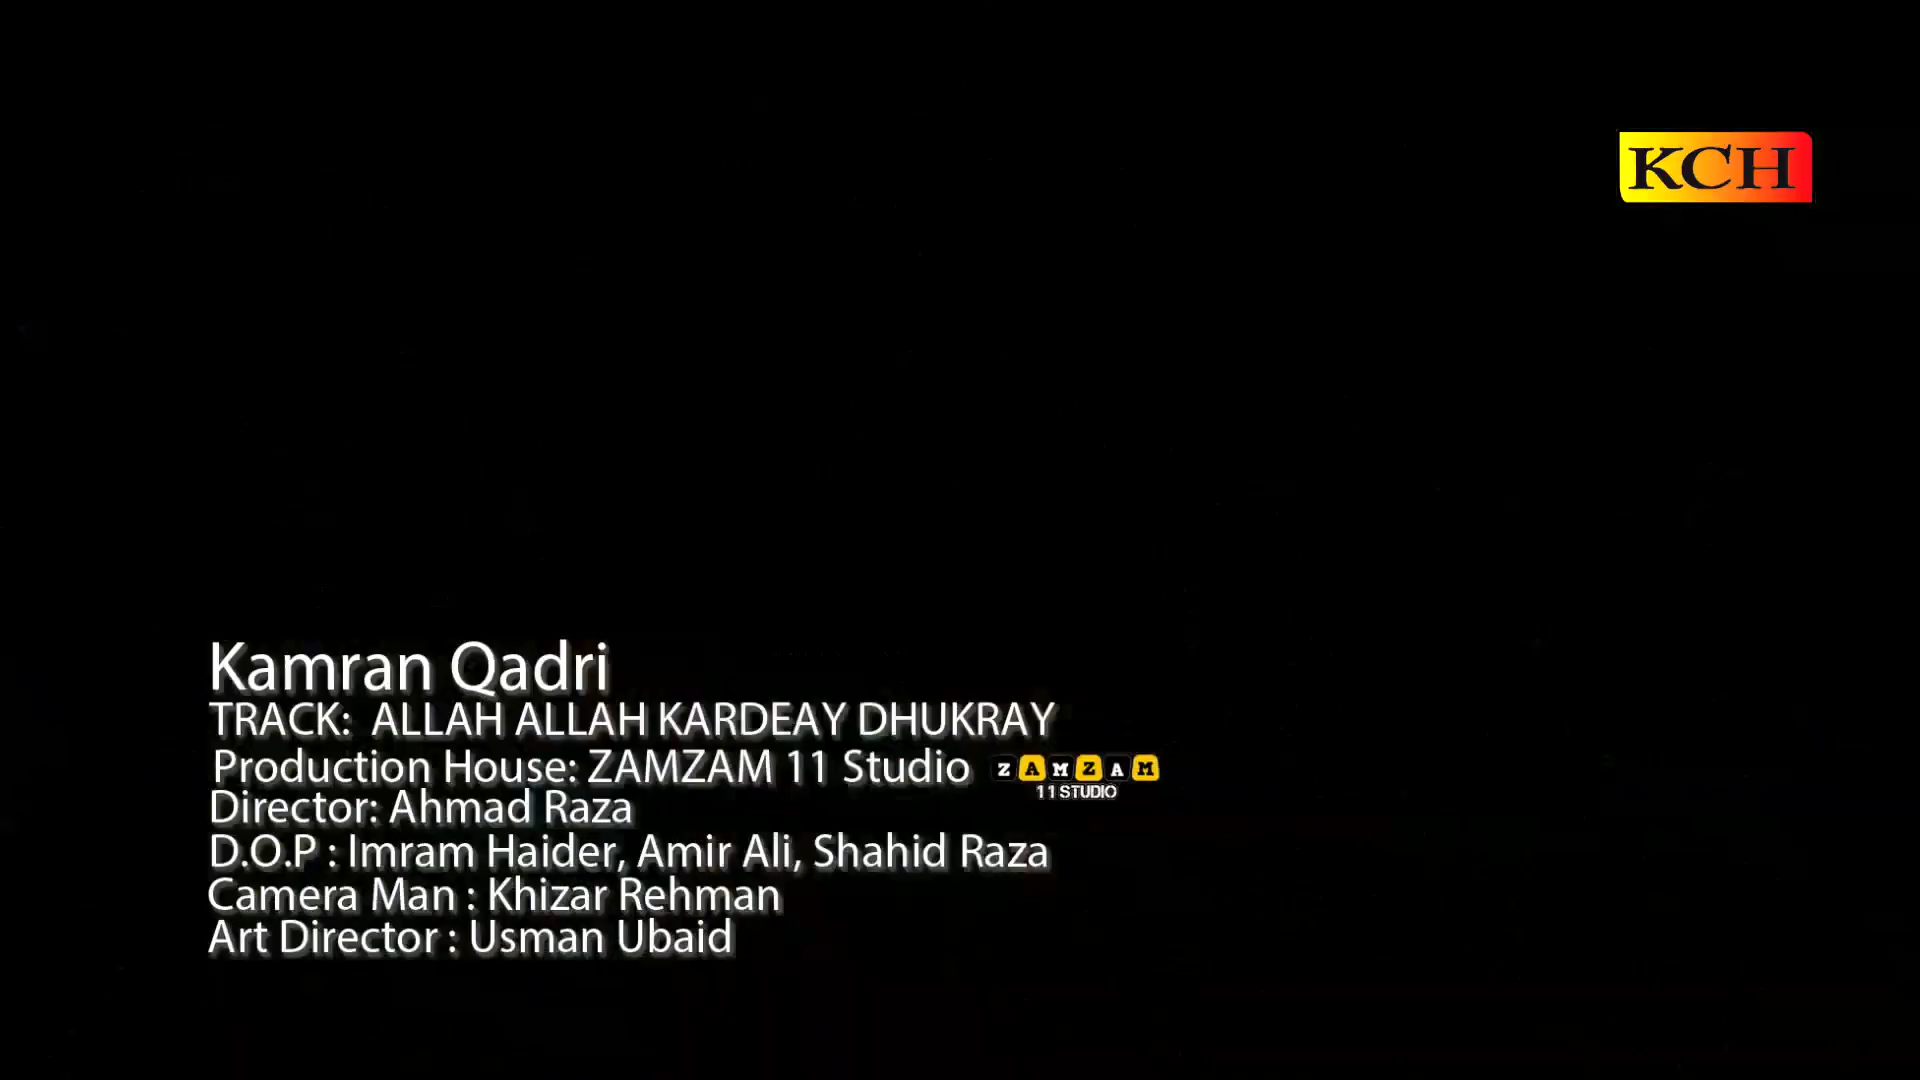 KCH
Kamran Qadri
TRACK: ALLAH ALLAH KARDEAY DHUKRAY
Production House: ZAMZAM 11 Studio ZAMZAM
11 STUDIO
Director: Ahmad Raza
D.O.P : Imram Haider, Amir Ali, Shahid Raza
Camera Man : Khizar Rehman
Art Director : Usman Ubaid